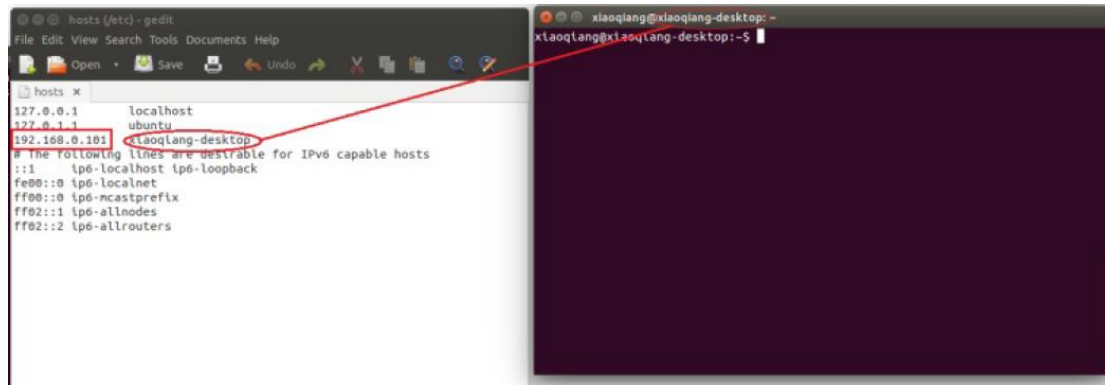 hosts (/etc) - gedit
File Edit View Search Tools Documents Help
Open Save Undo
hosts x
127.0.0.1 localhost
127.0.1.1 ubuntu
192.168.0.101 xiaoqiang-desktop
# The following lines are desirable for IPv6 capable hosts
::1 ip6-localhost ip6-loopback
fe00::0 ip6-localnet
ff00::0 ip6-mcastprefix
ff02::1 ip6-allnodes
ff02::2 ip6-allrouters
xiaoqiang@xiaoqiang-desktop: ~
xiaoqiang@xiaoqiang-desktop:~$